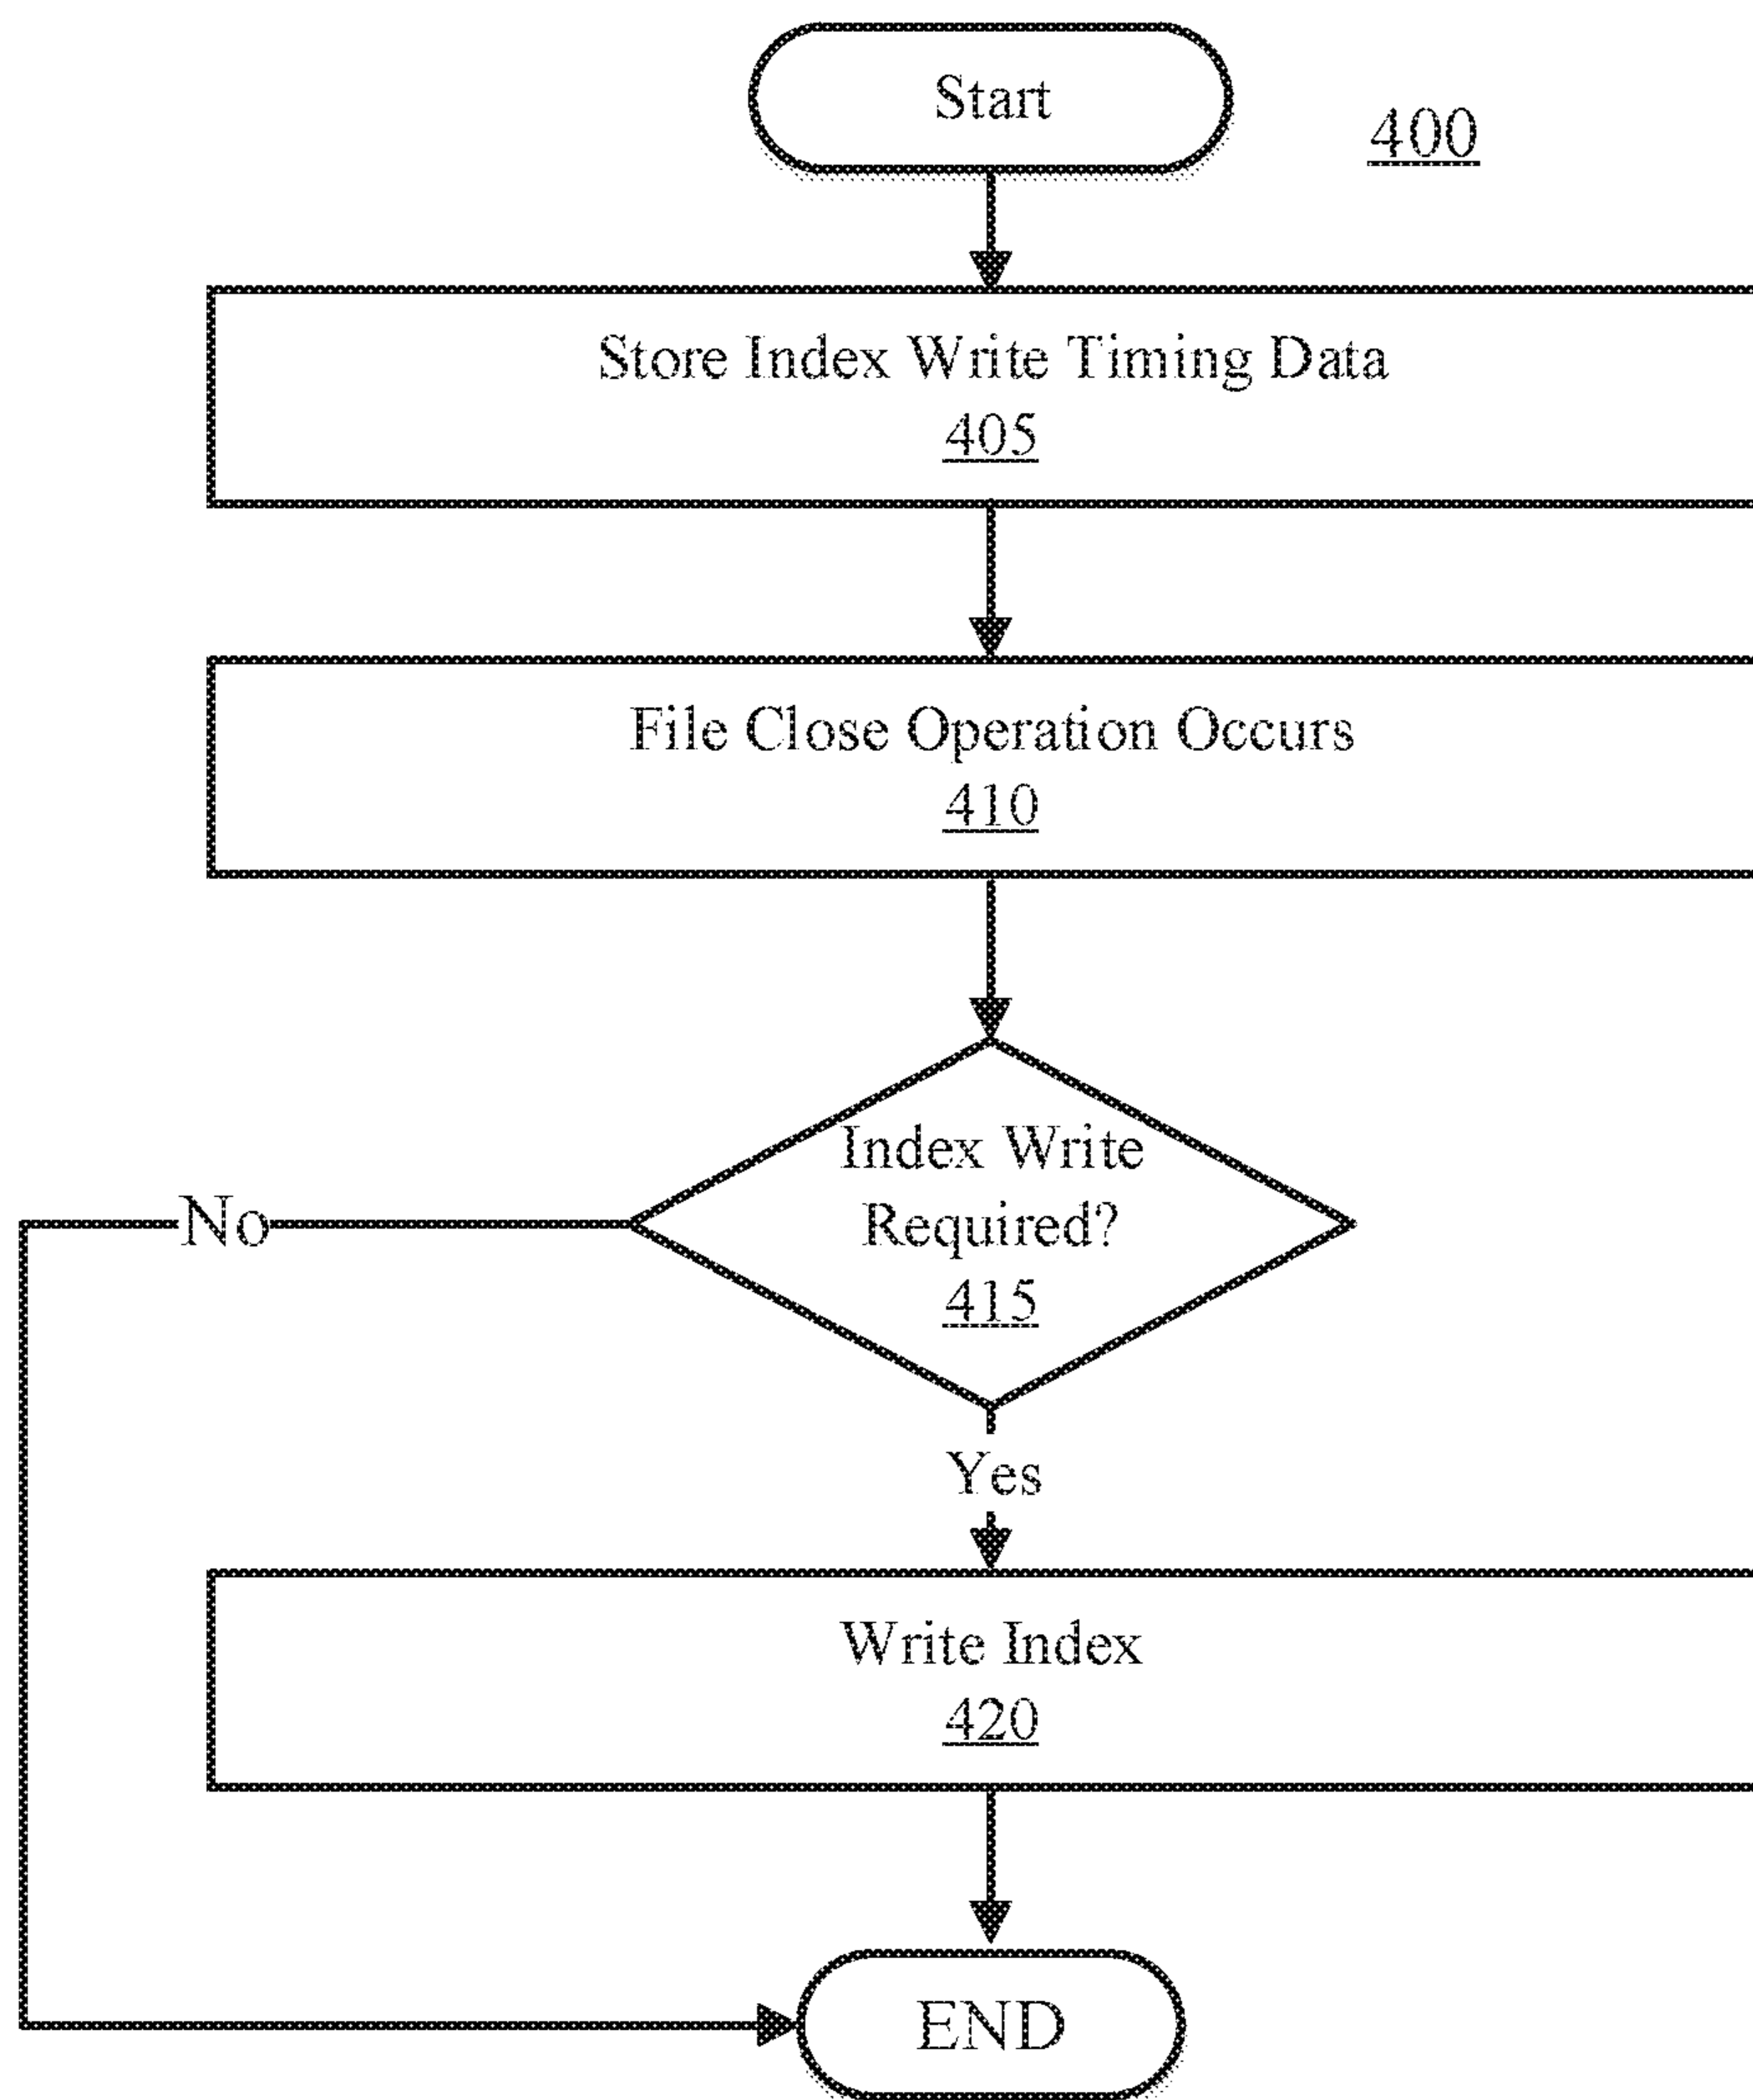 Start
400
Store Index Write Timing Data
405
File Close Operation Occurs
410
Index Write
Required?
415
No
Yes
Write Index
420
END